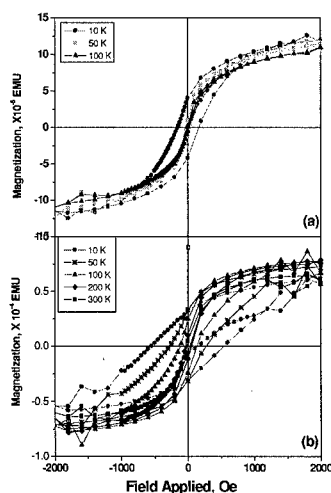 15
10
5
0
-5
-10
Magnetization, X10⁻⁶ EMU
10 K
50 K
100 K
(a)
0.5
0.0
-0.5
-1.0
Magnetization, X 10⁻⁴ EMU
10 K
50 K
100 K
200 K
300 K
(b)
-2000
-1000
0
1000
2000
Field Applied, Oe